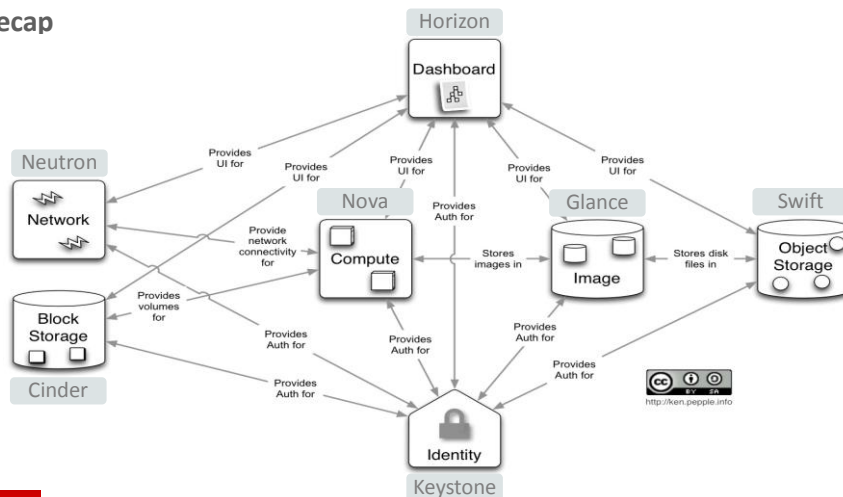 ecap
Horizon
Dashboard
Provides
UI for
Provides
UI for
Provides
UI for
Provides
UI for
Provides
UI for
Neutron
Network
Nova
Compute
Provides
Auth for
Glance
Image
Swift
Object
Storage
Provide
network
connectivity
for
Stores
images in
Stores disk
files in
Provides
volumes
for
Block
Storage
Cinder
Provides
Auth for
Provides
Auth for
Provides
Auth for
Provides
Auth for
Provides
Auth for
cc
BY SA
http://ken.pepple.info
Identity
Keystone